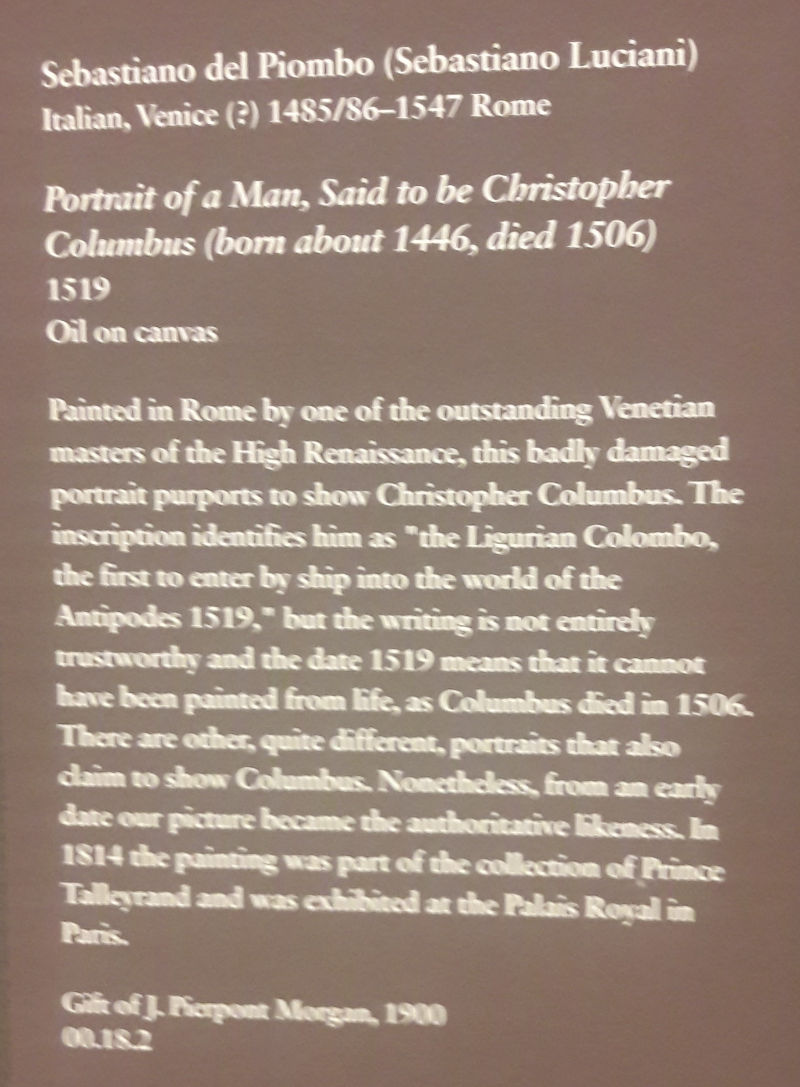 Sebastiano del Piombo (Sebastiano Luciani)
Italian, Venice (?) 1485/86–1547 Rome
Portrait of a Man, Said to be Christopher
Columbus (born about 1446, died 1506)
1519
Oil on canvas
Painted in Rome by one of the outstanding Venetian
masters of the High Renaissance, this badly damaged
portrait purports to show Christopher Columbus. The
inscription identifies him as "the Ligurian Colombo,
the first to enter by ship into the world of the
Antipodes 1519," but the writing is not entirely
trustworthy and the date 1519 means that it cannot
have been painted from life, as Columbus died in 1506.
There are other, quite different, portraits that also
claim to show Columbus. Nonetheless, from an early
date our picture became the authoritative likeness. In
1814 the painting was part of the collection of Prince
Talleyrand and was exhibited at the Palais Royal in
Paris.
Gift of J. Pierpont Morgan, 1900
00.18.2